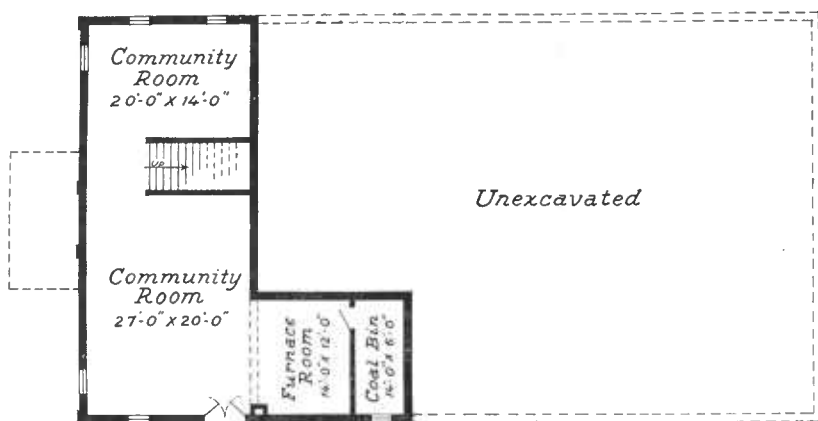 Community
Room
20'-0" X 14'-0"
UP
Unexcavated
Community
Room
27'-0" X 20'-0"
Furnace
Room
14'-0" X 12'-0"
Coal Bin
14'-0" X 6'-0"